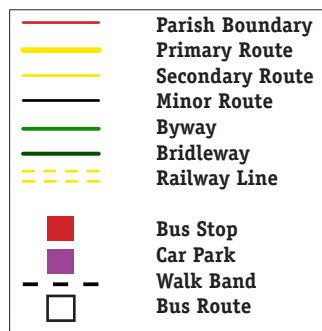 Parish Boundary
Primary Route
Secondary Route
Minor Route
Byway
Bridleway
Railway Line
Bus Stop
Car Park
Walk Band
Bus Route